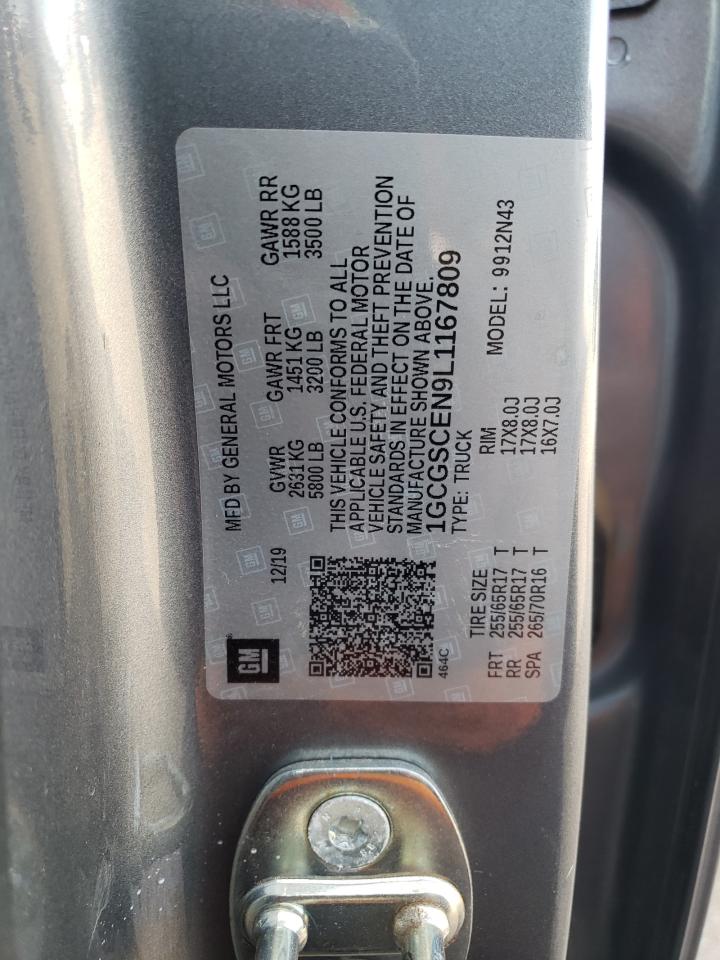 GM
MFD BY GENERAL MOTORS LLC
12/19
GVWR GAWR FRT GAWR RR
2631 KG 1451 KG 1588 KG
5800 LB 3200 LB 3500 LB
THIS VEHICLE CONFORMS TO ALL
APPLICABLE U.S. FEDERAL MOTOR
VEHICLE SAFETY AND THEFT PREVENTION
STANDARDS IN EFFECT ON THE DATE OF
MANUFACTURE SHOWN ABOVE.
1GCGSCEN9L1167809
TYPE: TRUCK
464C
TIRE SIZE RIM
FRT 255/65R17 T 17X8.0J
RR 255/65R17 T 17X8.0J
SPA 265/70R16 T 16X7.0J
MODEL: 9912N43